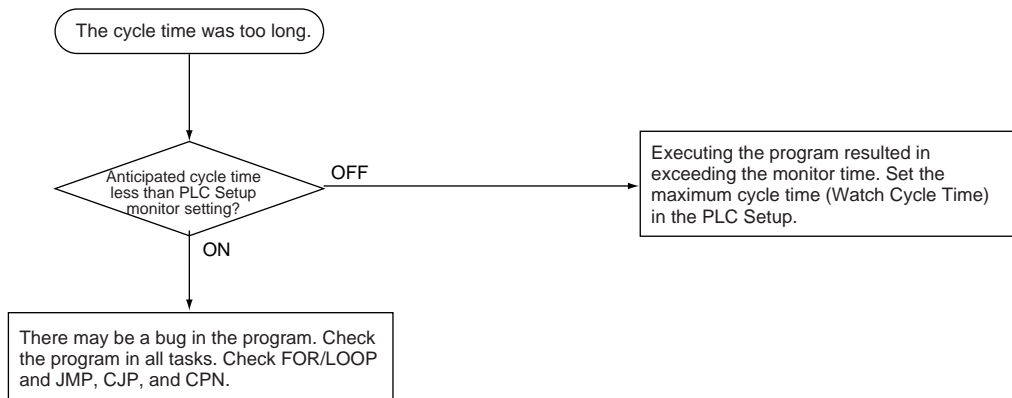 The cycle time was too long.
Anticipated cycle time
less than PLC Setup
monitor setting?
OFF
Executing the program resulted in
exceeding the monitor time. Set the
maximum cycle time (Watch Cycle Time)
in the PLC Setup.
ON
There may be a bug in the program. Check
the program in all tasks. Check FOR/LOOP
and JMP, CJP, and CPN.